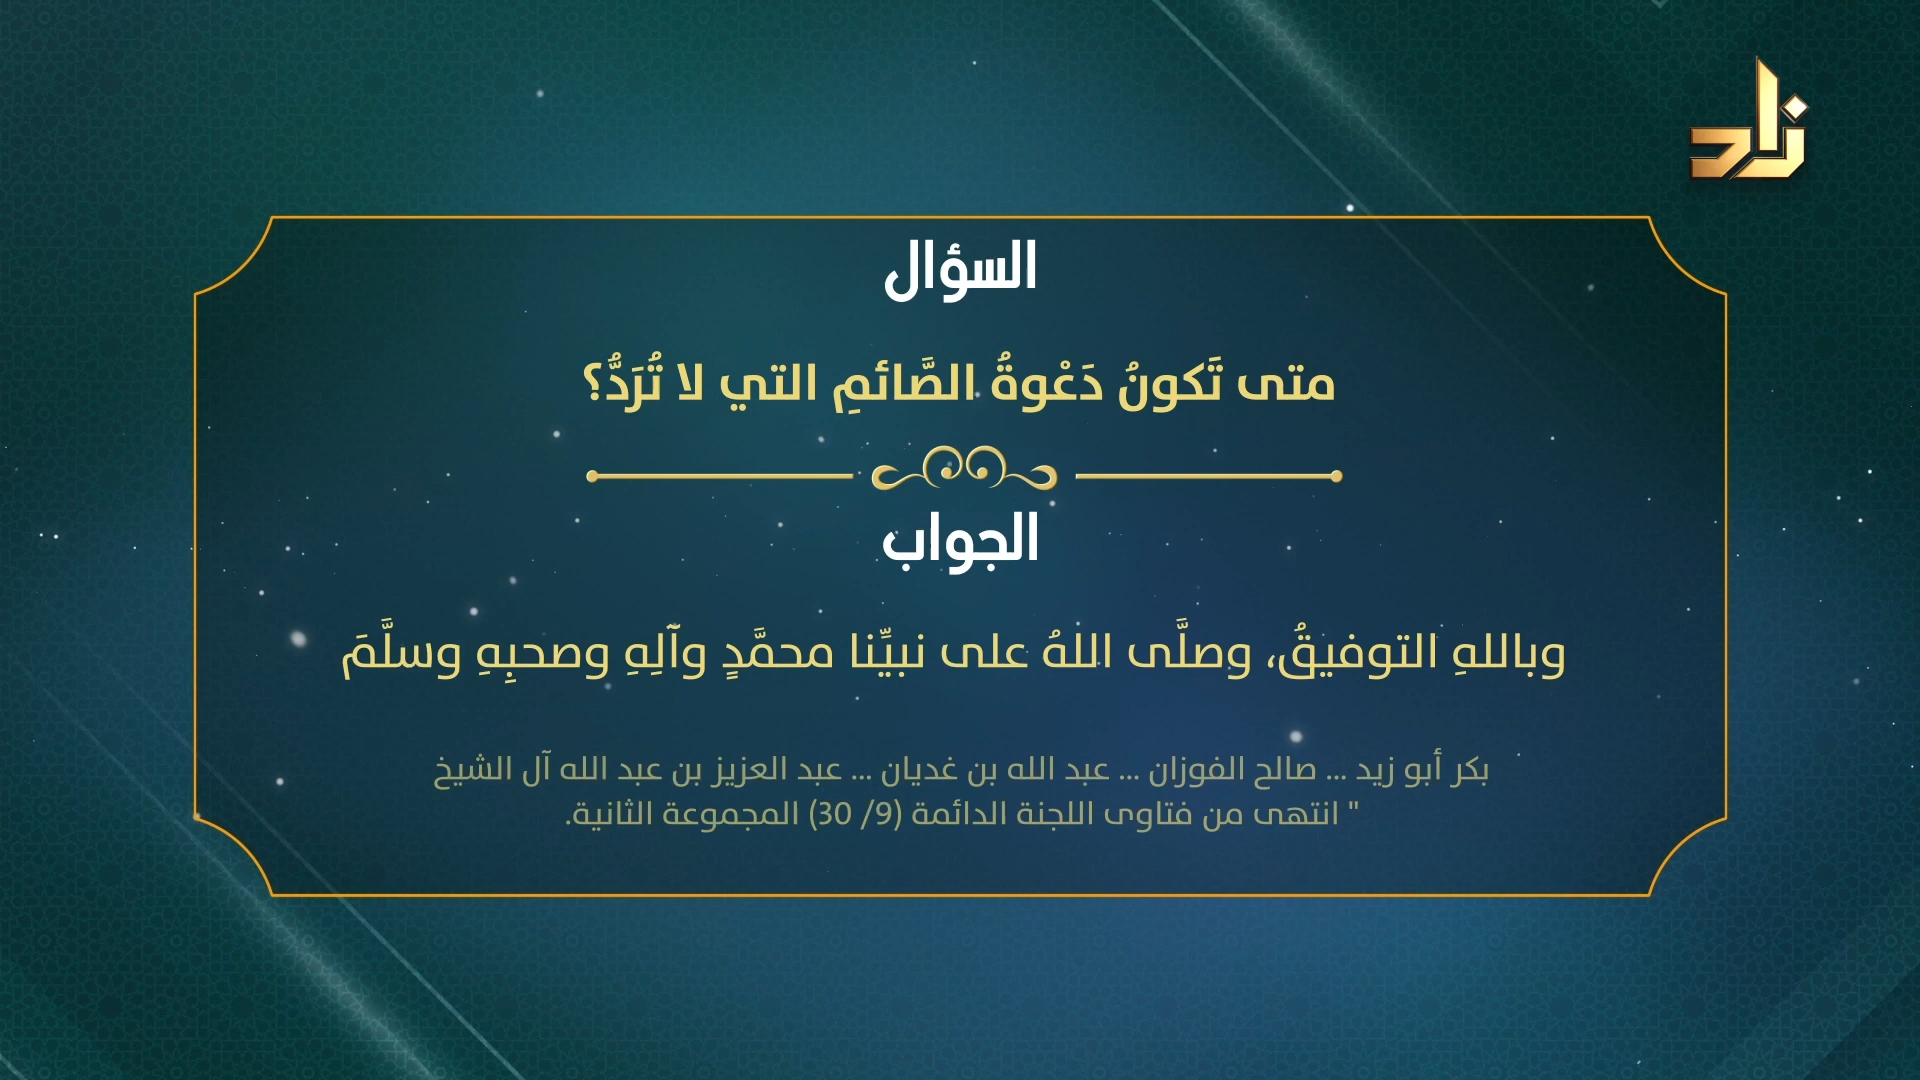 زاد
السؤال
متى تَكونُ دَعْوةُ الصَّائمِ التي لا تُرَدُّ؟
الجواب
وباللهِ التوفيقُ، وصلَّى اللهُ على نبيِّنا محمَّدٍ وآلِهِ وصحبِهِ وسلَّمَ
بكر أبو زيد ... صالح الفوزان ... عبد الله بن غديان ... عبد العزيز بن عبد الله آل الشيخ
" انتهى من فتاوى اللجنة الدائمة (9/ 30) المجموعة الثانية.